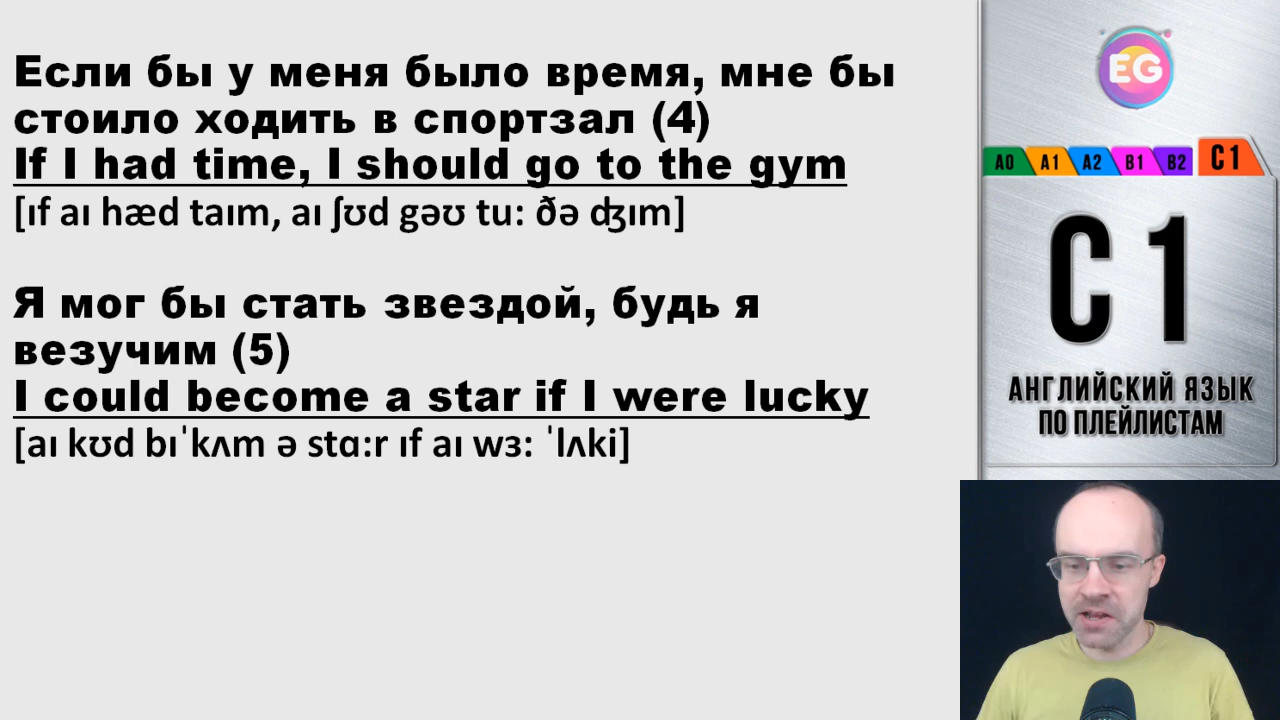 Если бы у меня было время, мне бы
стоило ходить в спортзал (4)
If I had time, I should go to the gym
[ɪf aɪ hæd taɪm, aɪ ʃʊd gəʊ tu: ðə ʤɪm]
Я мог бы стать звездой, будь я
везучим (5)
I could become a star if I were lucky
[aɪ kʊd bɪˈkʌm ə stɑ:r ɪf aɪ wɜ: ˈlʌki]
EG
A0 A1 A2 B1 B2 C1
C1
АНГЛИЙСКИЙ ЯЗЫК
ПО ПЛЕЙЛИСТАМ